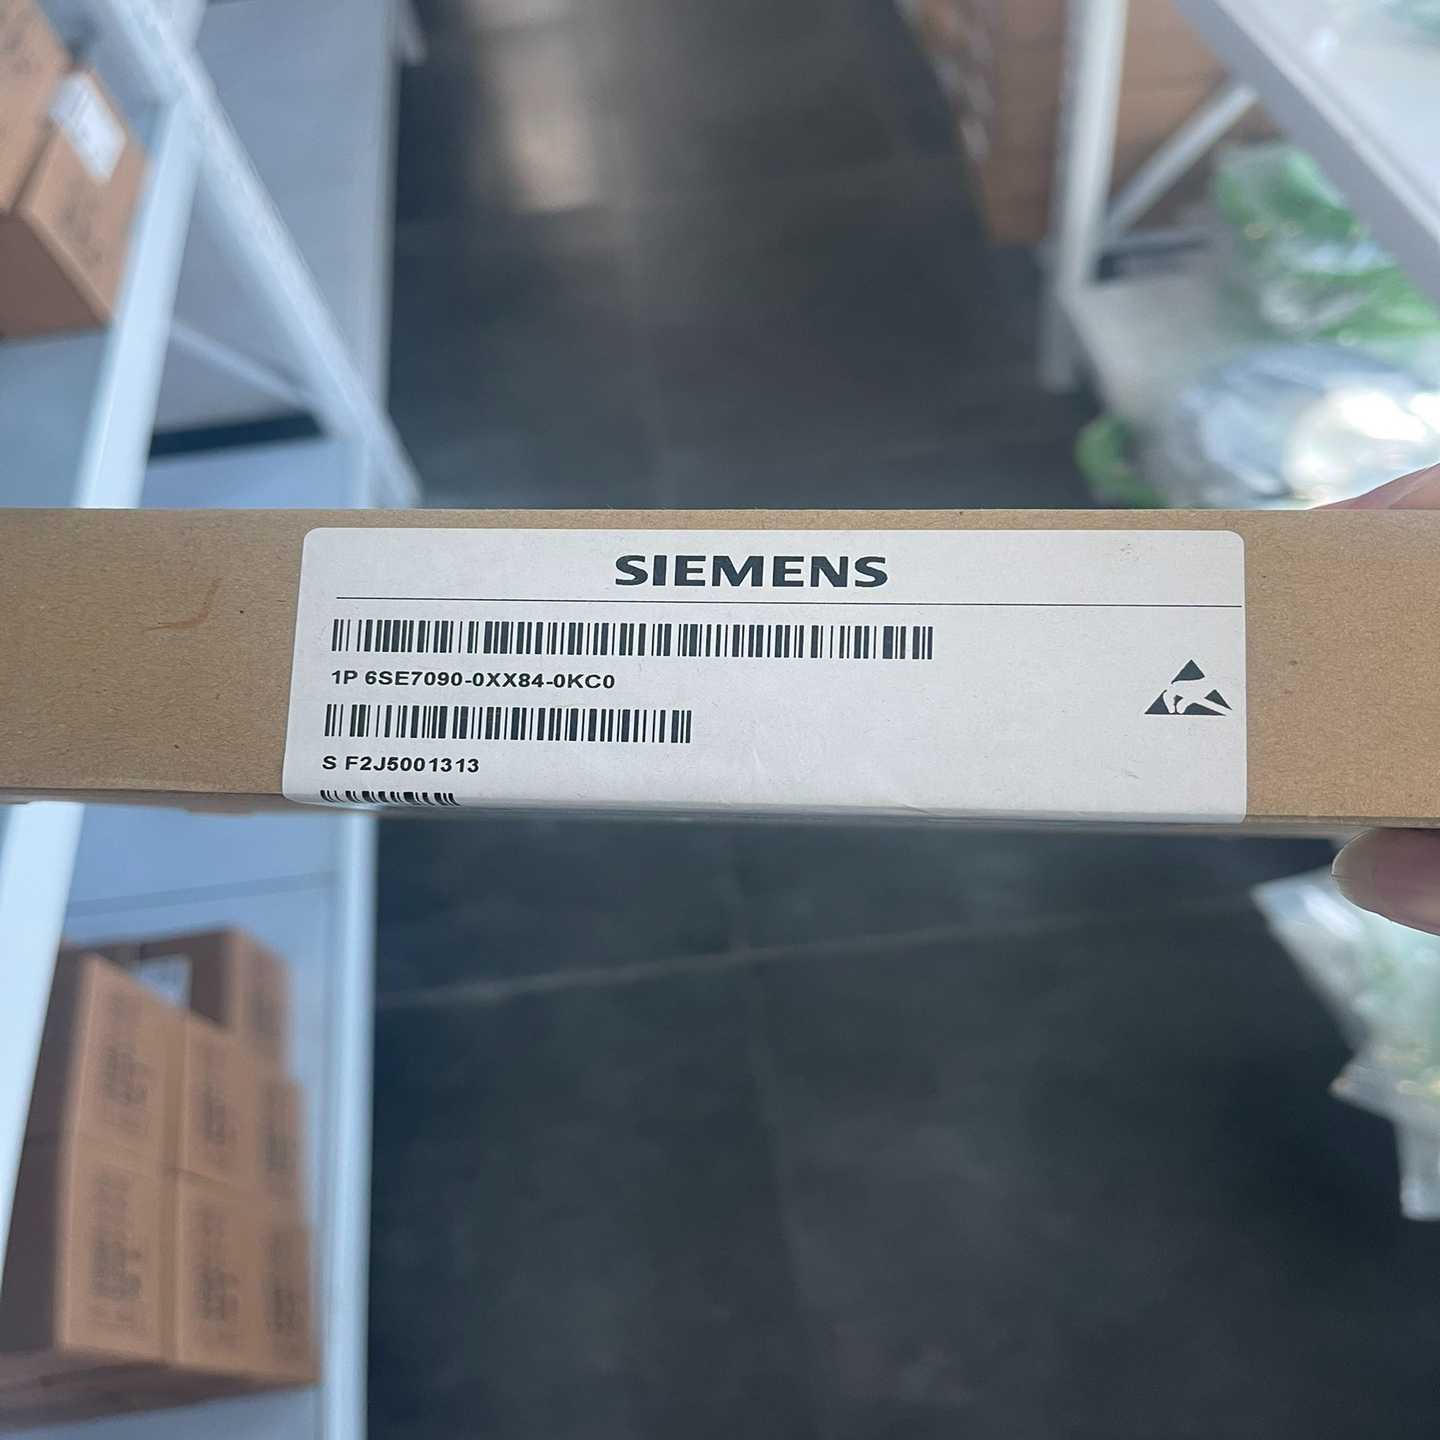 SIEMENS
1P 6SE7090-0XX84-0KC0
S F2J5001313